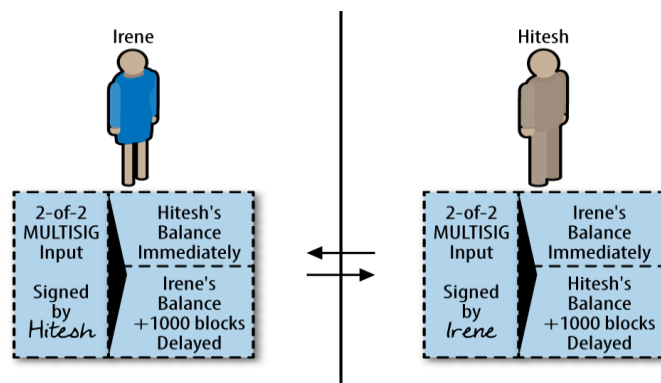 Irene
Hitesh
2-of-2
MULTISIG
Input
Signed
by
Hitesh
Hitesh's
Balance
Immediately
Irene's
Balance
+1000 blocks
Delayed
2-of-2
MULTISIG
Input
Signed
by
Irene
Irene's
Balance
Immediately
Hitesh's
Balance
+1000 blocks
Delayed